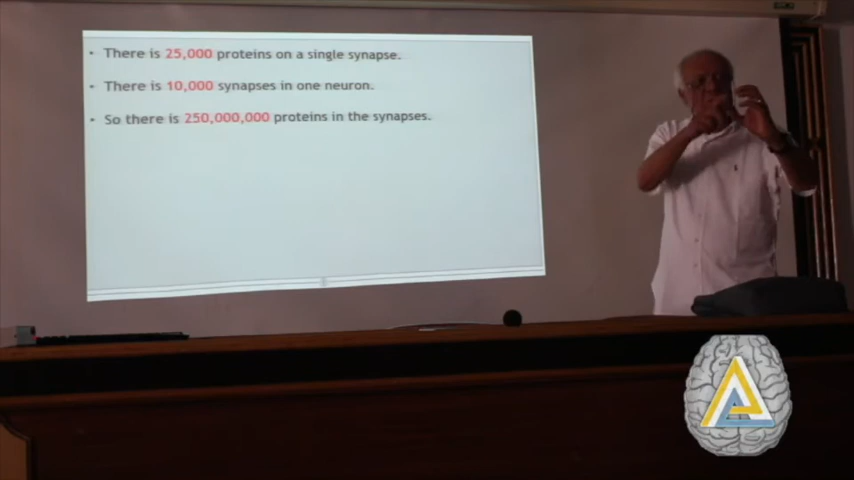 • There is 25,000 proteins on a single synapse.
• There is 10,000 synapses in one neuron.
• So there is 250,000,000 proteins in the synapses.